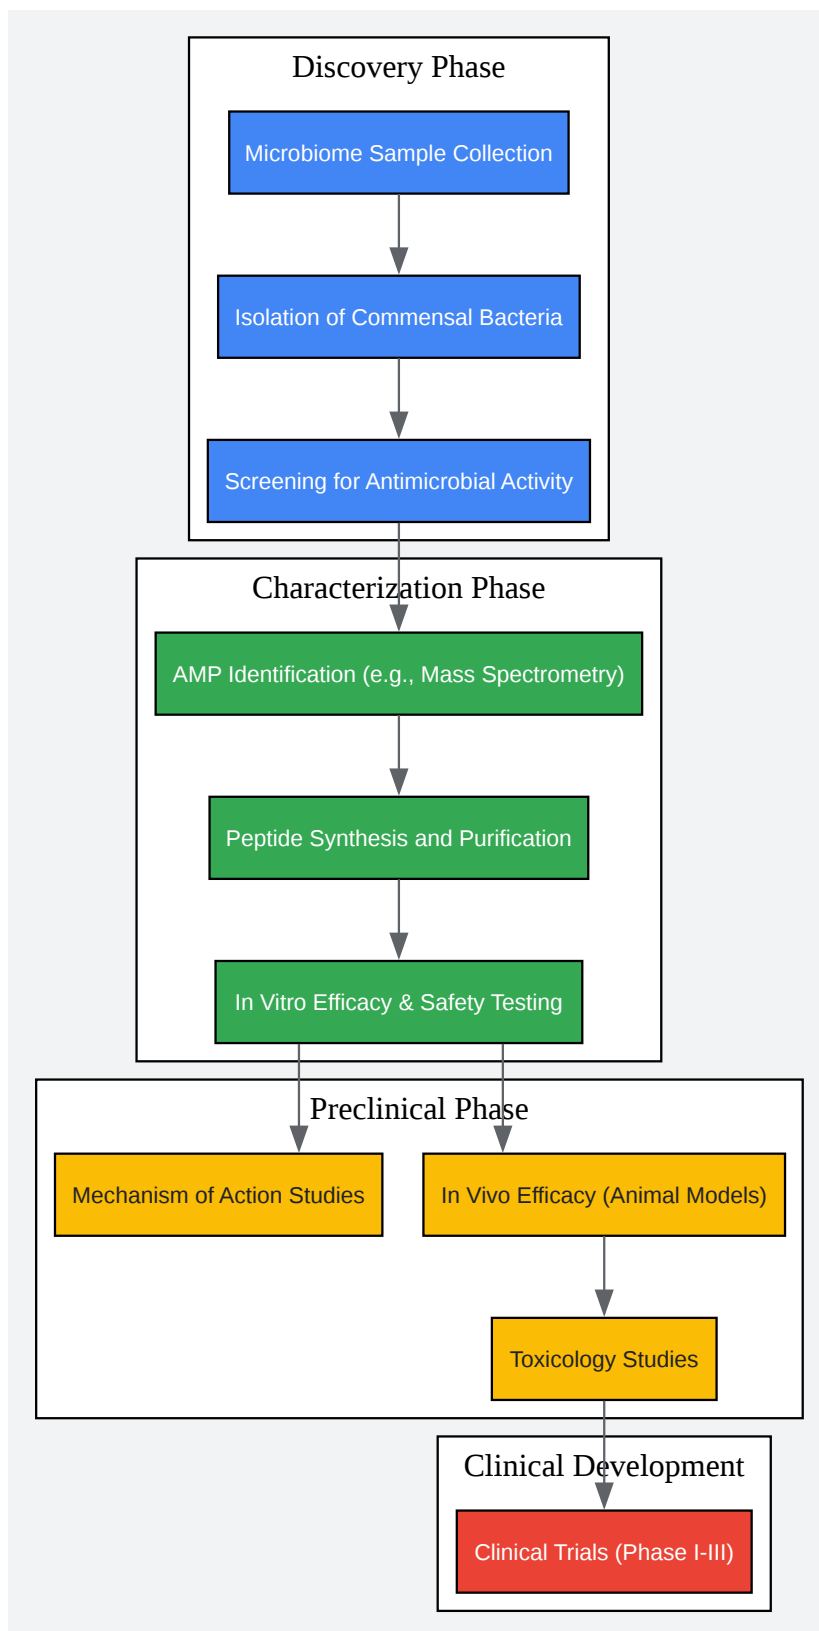 Discovery Phase
Microbiome Sample Collection
Isolation of Commensal Bacteria
Screening for Antimicrobial Activity
Characterization Phase
AMP Identification (e.g., Mass Spectrometry)
Peptide Synthesis and Purification
In Vitro Efficacy & Safety Testing
Preclinical Phase
Mechanism of Action Studies
In Vivo Efficacy (Animal Models)
Toxicology Studies
Clinical Development
Clinical Trials (Phase I-III)